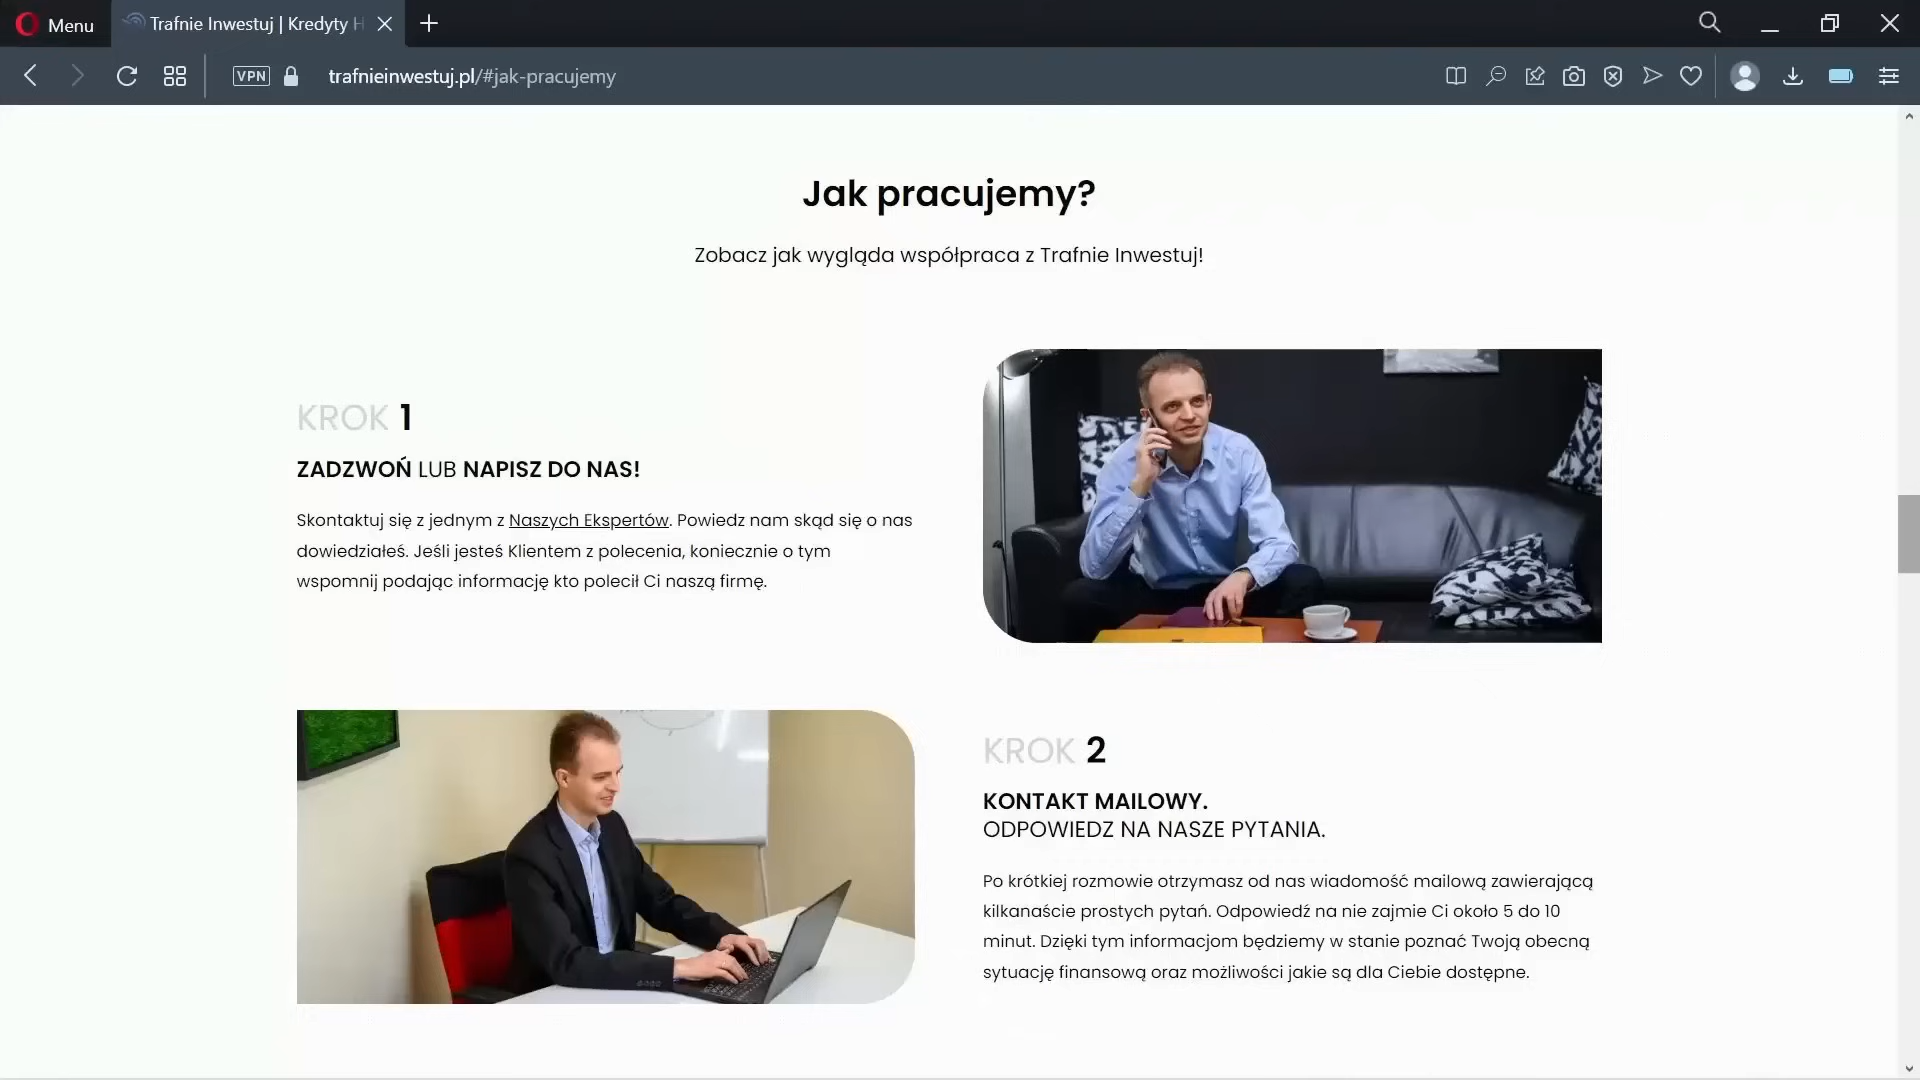 Menu
Trafnie Inwestuj | Kredyty H
VPN
trafnieinwestuj.pl/#jak-pracujemy
Jak pracujemy?
Zobacz jak wygląda współpraca z Trafnie Inwestuj!
KROK 1
ZADZWOŃ LUB NAPISZ DO NAS!
Skontaktuj się z jednym z Naszych Ekspertów. Powiedz nam skąd się o nas
dowiedziałeś. Jeśli jesteś Klientem z polecenia, koniecznie o tym
wspomnij podając informację kto polecił Ci naszą firmę.
KROK 2
KONTAKT MAILOWY.
ODPOWIEDZ NA NASZE PYTANIA.
Po krótkiej rozmowie otrzymasz od nas wiadomość mailową zawierającą
kilkanaście prostych pytań. Odpowiedź na nie zajmie Ci około 5 do 10
minut. Dzięki tym informacjom będziemy w stanie poznać Twoją obecną
sytuację finansową oraz możliwości jakie są dla Ciebie dostępne.